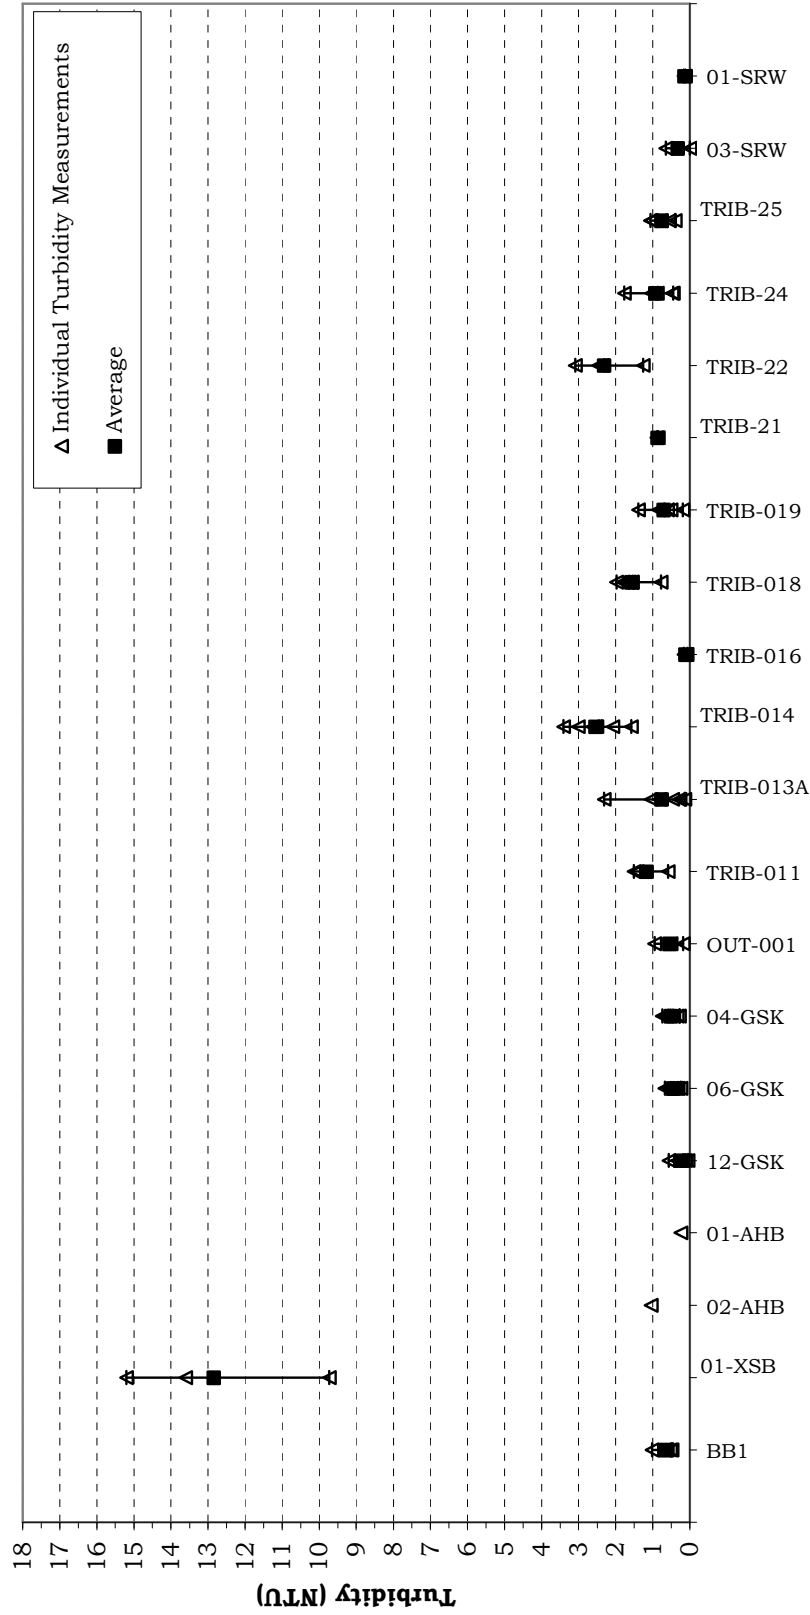 Individual Turbidity Measurements
Average
Turbidity (NTU)
18
17
16
15
14
13
12
11
10
9
8
7
6
5
4
3
2
1
0
BB1
01-XSB
02-AHB
01-AHB
12-GSK
06-GSK
04-GSK
OUT-001
TRIB-011
TRIB-013A
TRIB-014
TRIB-016
TRIB-018
TRIB-019
TRIB-21
TRIB-22
TRIB-24
TRIB-25
03-SRW
01-SRW